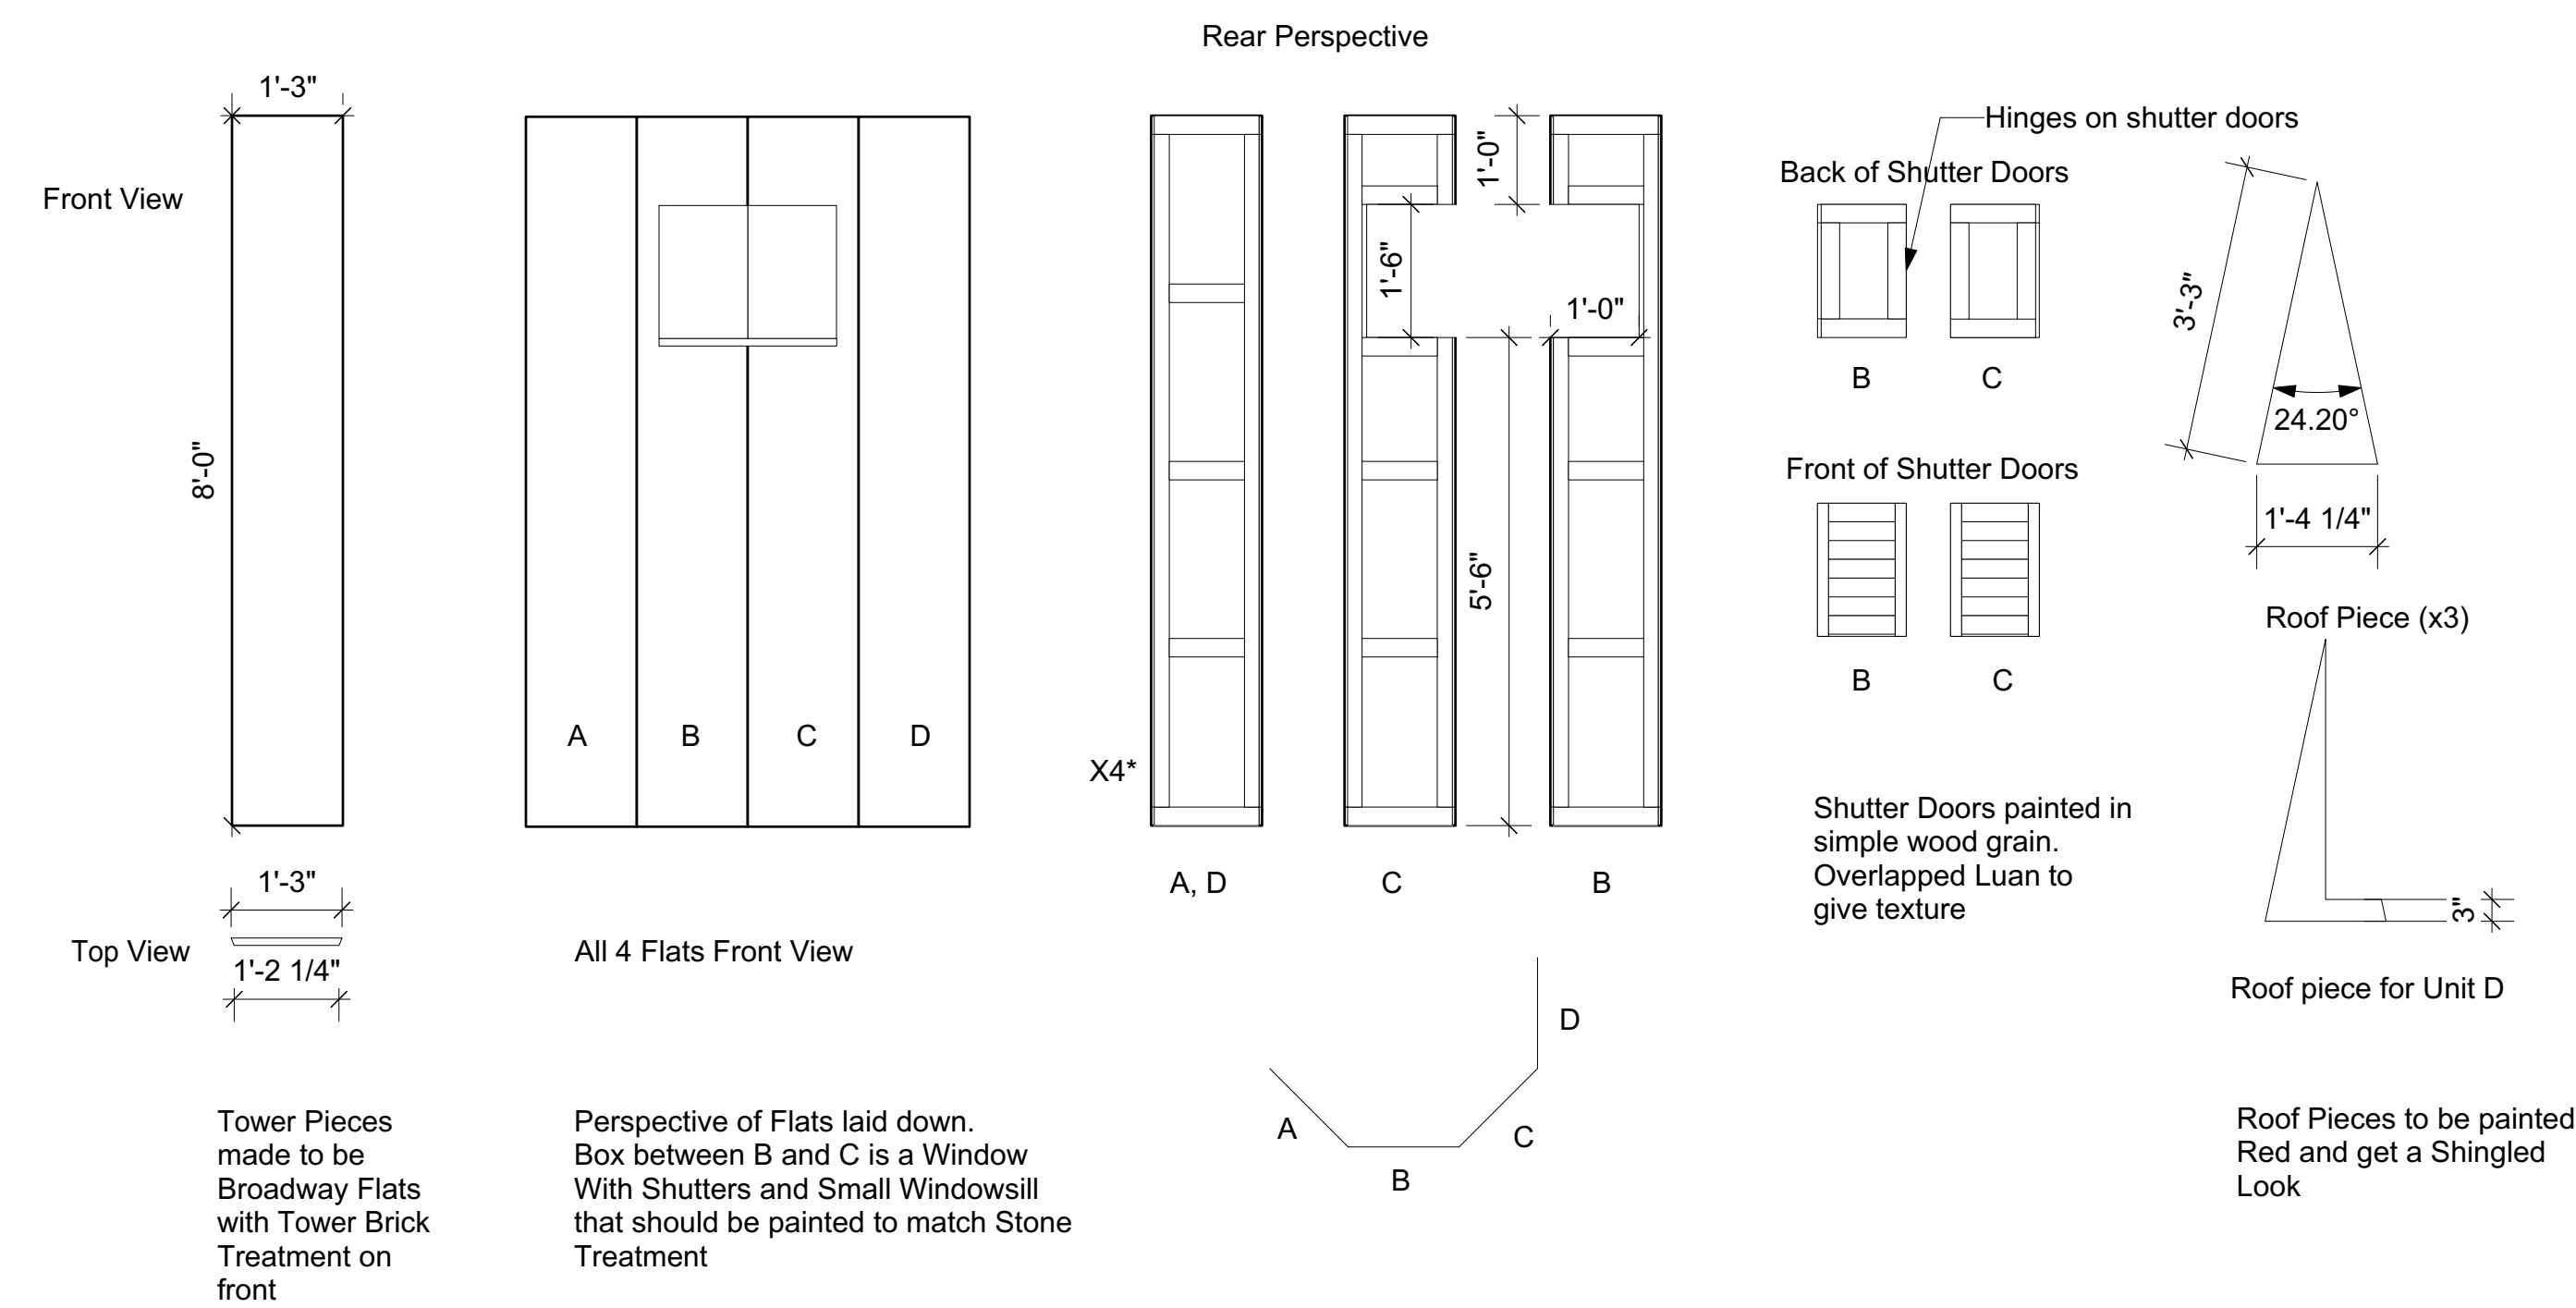 Rear Perspective
1'-3"
Front View
8'-0"
1'-3"
Top View
1'-2 1/4"
Tower Pieces
made to be
Broadway Flats
with Tower Brick
Treatment on
front
A B C D
All 4 Flats Front View
Perspective of Flats laid down.
Box between B and C is a Window
With Shutters and Small Windowsill
that should be painted to match Stone
Treatment
1'-0"
1'-6"
1'-0"
5'-6"
X4*
A, D
C
B
A
B
C
D
Hinges on shutter doors
Back of Shutter Doors
B C
Front of Shutter Doors
B C
Shutter Doors painted in
simple wood grain.
Overlapped Luan to
give texture
3'-3"
24.20°
1'-4 1/4"
Roof Piece (x3)
3"
Roof piece for Unit D
Roof Pieces to be painted
Red and get a Shingled
Look